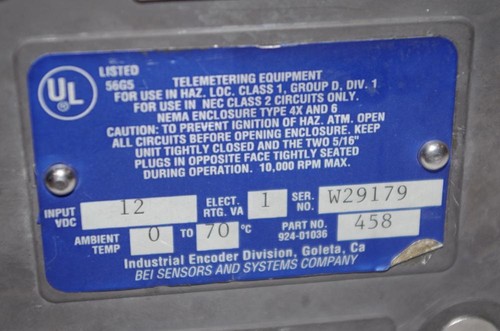 UL
®
LISTED
56G5
TELEMETERING EQUIPMENT
FOR USE IN HAZ. LOC. CLASS 1, GROUP D, DIV. 1
FOR USE IN NEC CLASS 2 CIRCUITS ONLY.
NEMA ENCLOSURE TYPE 4X AND 6
CAUTION: TO PREVENT IGNITION OF HAZ. ATM. OPEN
ALL CIRCUITS BEFORE OPENING ENCLOSURE. KEEP
UNIT TIGHTLY CLOSED AND THE TWO 5/16"
PLUGS IN OPPOSITE FACE TIGHTLY SEATED
DURING OPERATION. 10,000 RPM MAX.
INPUT VDC 12 ELECT. RTG. VA 1 SER. NO. W29179
AMBIENT TEMP 0 TO 70 °C PART NO. 924-01036 458
Industrial Encoder Division, Goleta, Ca
BEI SENSORS AND SYSTEMS COMPANY